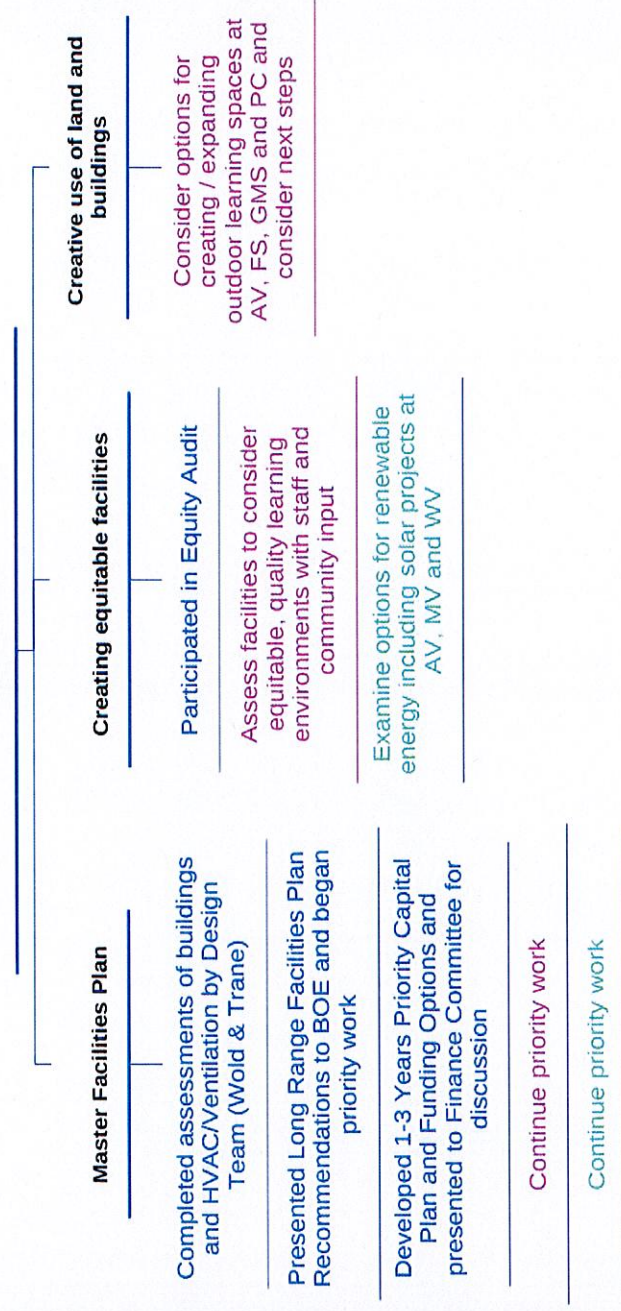 Master Facilities Plan
Completed assessments of buildings
and HVAC/Ventilation by Design
Team (Wold & Trane)
Presented Long Range Facilities Plan
Recommendations to BOE and began
priority work
Developed 1-3 Years Priority Capital
Plan and Funding Options and
presented to Finance Committee for
discussion
Continue priority work
Continue priority work
Creating equitable facilities
Participated in Equity Audit
Assess facilities to consider
equitable, quality learning
environments with staff and
community input
Examine options for renewable
energy including solar projects at
AV, MV and WV
Creative use of land and
buildings
Consider options for
creating / expanding
outdoor learning spaces at
AV, FS, GMS and PC and
consider next steps